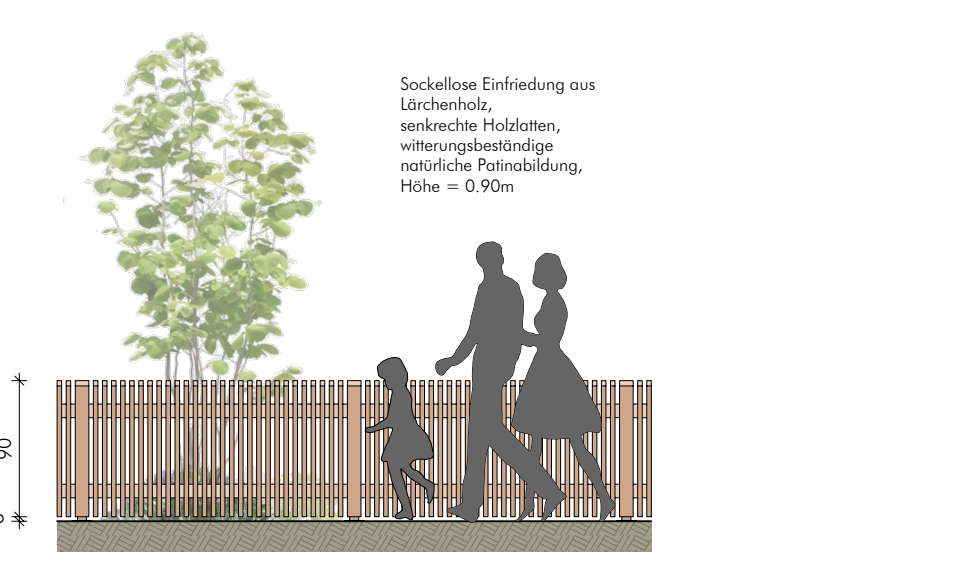 Sockellose Einfriedung aus
Lärchenholz,
senkrechte Holzlatten,
witterungsbeständige
natürliche Patinabildung,
Höhe = 0.90m
90